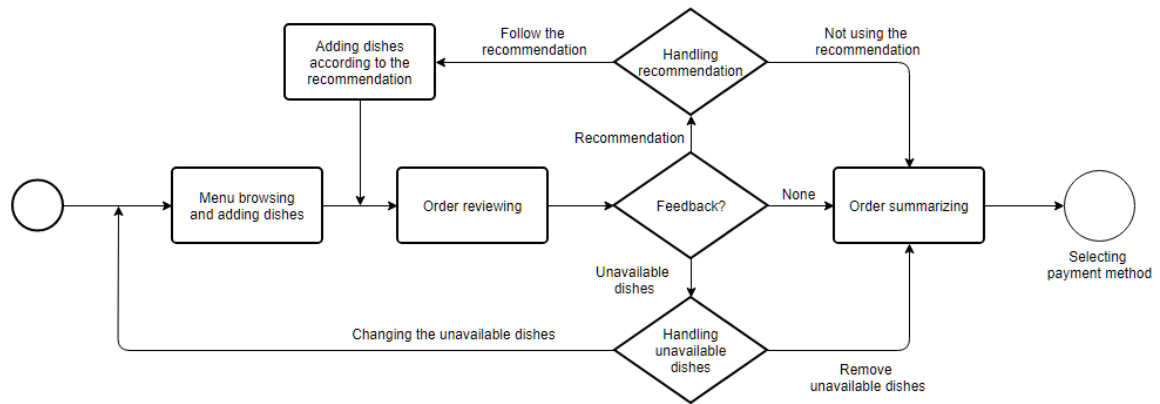 Adding dishes
according to the
recommendation
Follow the
recommendation
Handling
recommendation
Not using the
recommendation
Recommendation
Menu browsing
and adding dishes
Order reviewing
Feedback?
None
Order summarizing
Selecting
payment method
Unavailable
dishes
Changing the unavailable dishes
Handling
unavailable
dishes
Remove
unavailable dishes